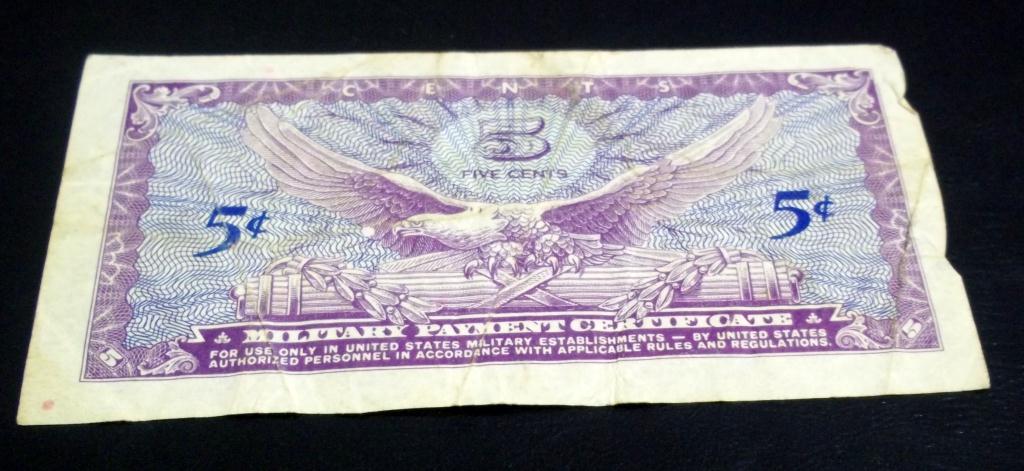 CENTS
5
FIVE CENTS
5¢ 5¢
MILITARY PAYMENT CERTIFICATE
FOR USE ONLY IN UNITED STATES MILITARY ESTABLISHMENTS — BY UNITED STATES
AUTHORIZED PERSONNEL IN ACCORDANCE WITH APPLICABLE RULES AND REGULATIONS.
5 5